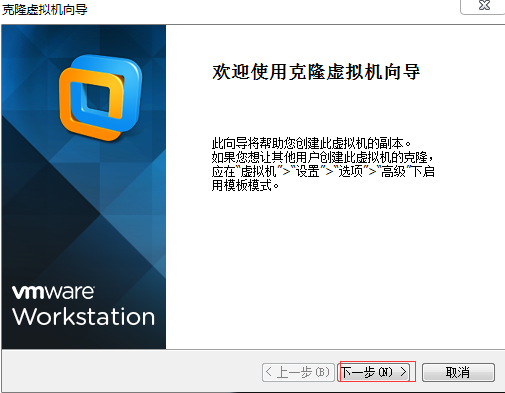 克隆虚拟机向导
欢迎使用克隆虚拟机向导
此向导将帮助您创建此虚拟机的副本。
如果您想让其他用户创建此虚拟机的克隆，
应在“虚拟机”>“设置”>“选项”>“高级”下启
用模板模式。
vmware
Workstation
< 上一步(B)
下一步(N) >
取消